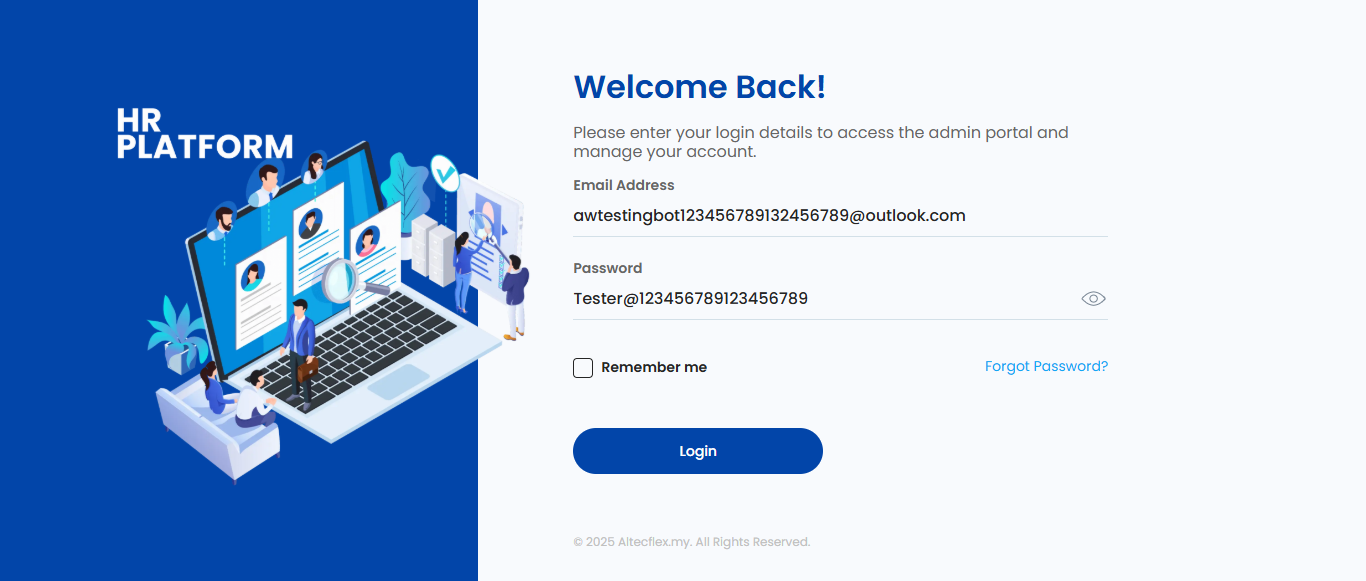 HR
PLATFORM
Welcome Back!
Please enter your login details to access the admin portal and
manage your account.
Email Address
awtestingbot123456789132456789@outlook.com
Password
Tester@123456789123456789
Remember me
Forgot Password?
Login
© 2025 Altecflex.my. All Rights Reserved.